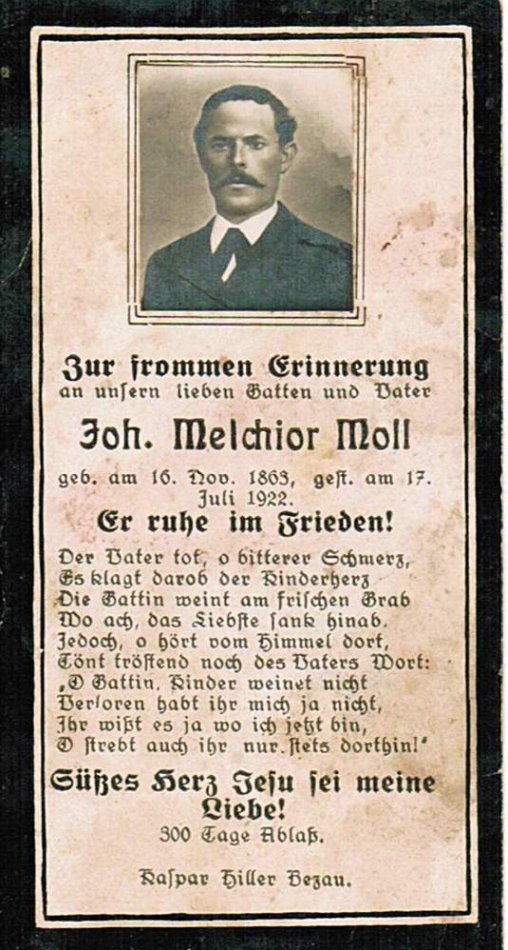 Zur frommen Erinnerung
an unsern lieben Gatten und Vater
Joh. Melchior Moll
geb. am 16. Nov. 1863, gest. am 17.
Juli 1922.
Er ruhe im Frieden!
Der Vater tot, o bitterer Schmerz,
Es klagt darob der Kinderherz
Die Gattin weint am frischen Grab
Wo ach, das Liebste sank hinab.
Jedoch, o hört vom Himmel dort,
Tönt tröstend noch des Vaters Wort:
„O Gattin, Kinder weinet nicht
Verloren habt ihr mich ja nicht,
Ihr wißt es ja wo ich jetzt bin,
O strebt auch ihr nur stets dorthin!“
Süßes Herz Jesu sei meine
Liebe!
300 Tage Ablaß.
Kaspar Hiller Bezau.